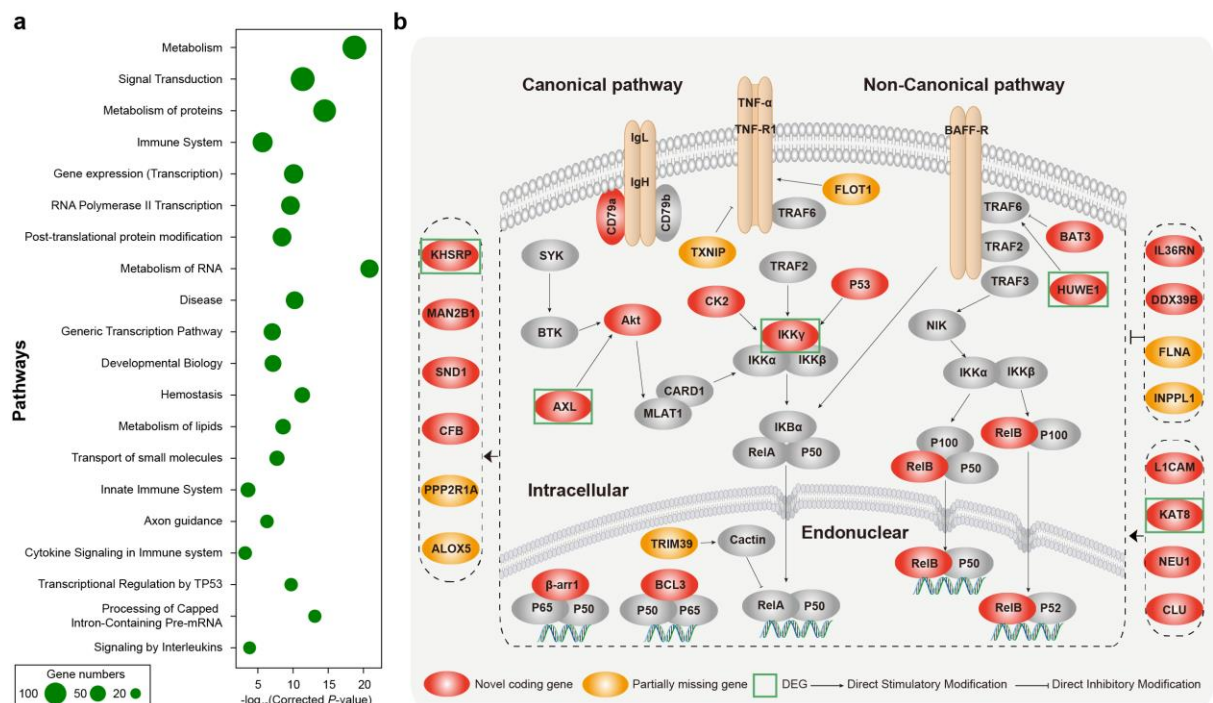 a
Metabolism
Signal Transduction
Metabolism of proteins
Immune System
Gene expression (Transcription)
RNA Polymerase II Transcription
Post-translational protein modification
Metabolism of RNA
Disease
Generic Transcription Pathway
Developmental Biology
Hemostasis
Metabolism of lipids
Transport of small molecules
Innate Immune System
Axon guidance
Cytokine Signaling in Immune system
Transcriptional Regulation by TP53
Processing of Capped
Intron-Containing Pre-mRNA
Signaling by Interleukins
Pathways
Gene numbers
100 50 20
5 10 15 20
(Corrected P-value)
b
Canonical pathway
Non-Canonical pathway
TNF-α
TNF-R1
BAFF-R
IgL
IgH
CD79a
CD79b
FLOT1
TRAF6
TXNIP
TRAF6
BAT3
TRAF2
HUWE1
TRAF3
KHSRP
MAN2B1
SND1
CFB
PPP2R1A
ALOX5
SYK
BTK
Akt
AXL
CARD1
MLAT1
TRAF2
CK2
P53
IKKγ
IKKα
IKKβ
IKBα
RelA
P50
NIK
IKKα
IKKβ
P100
RelB
P50
RelB
P100
IL36RN
DDX39B
FLNA
INPPL1
L1CAM
KAT8
NEU1
CLU
Intracellular
Endonuclear
TRIM39
Cactin
β-arr1
P65
P50
BCL3
P50
P65
RelA
P50
RelB
P50
RelB
P52
Novel coding gene
Partially missing gene
DEG
Direct Stimulatory Modification
Direct Inhibitory Modification